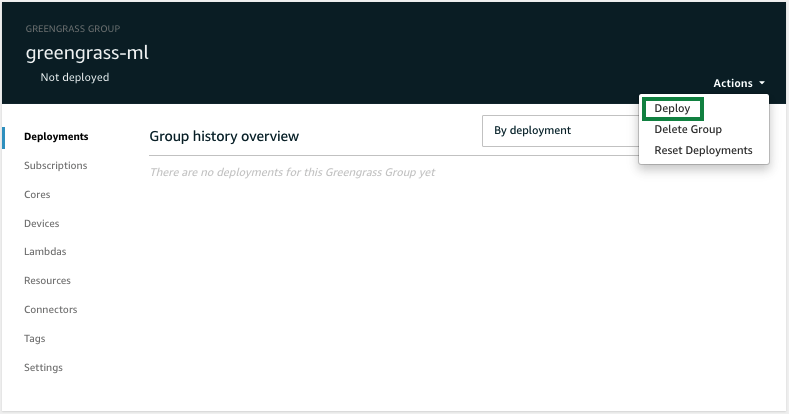 GREENGRASS GROUP
greengrass-ml
Not deployed
Actions
Deploy
Delete Group
Reset Deployments
Deployments
Subscriptions
Cores
Devices
Lambdas
Resources
Connectors
Tags
Settings
Group history overview
By deployment
There are no deployments for this Greengrass Group yet